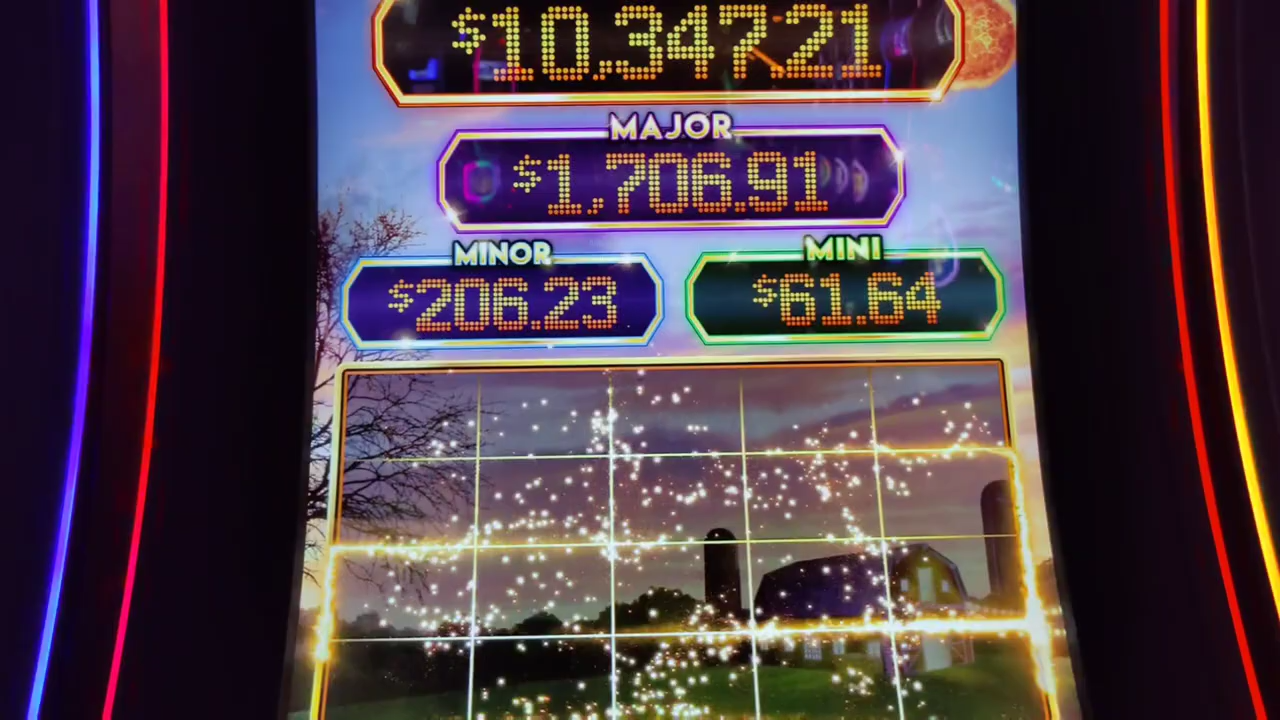 $10,347.21
MAJOR
$1,706.91
MINOR
$206.23
MINI
$61.64